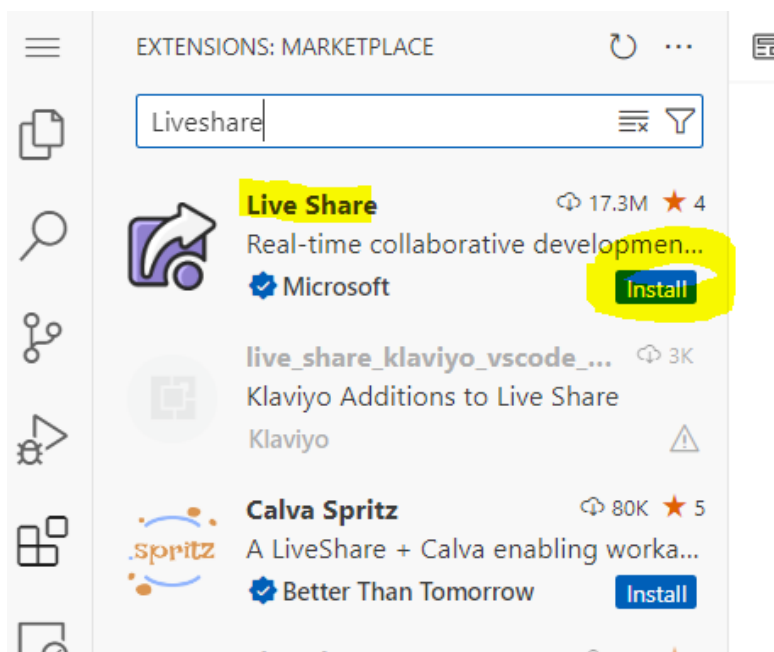 EXTENSIONS: MARKETPLACE
Liveshare
Live Share 17.3M 4
Real-time collaborative developmen...
Microsoft Install
live_share_klaviyo_vscode_... 3K
Klaviyo Additions to Live Share
Klaviyo
Calva Spritz 80K 5
spritz
A LiveShare + Calva enabling worka...
Better Than Tomorrow Install